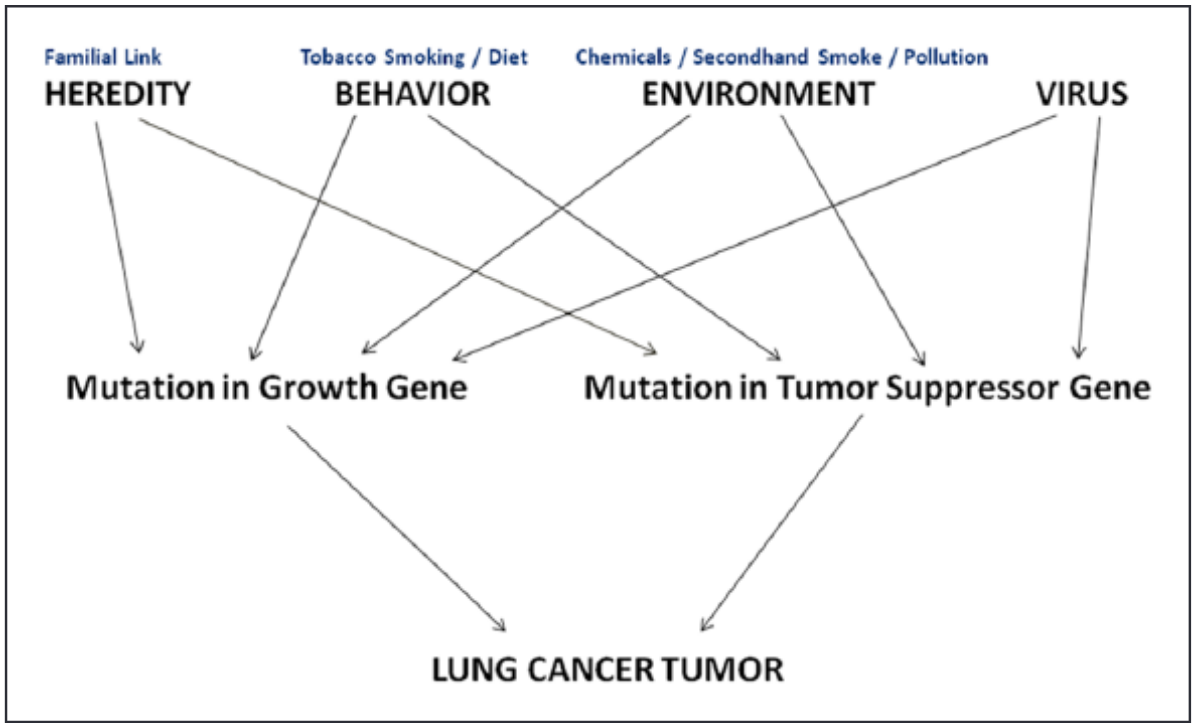 Familial Link
HEREDITY
Tobacco Smoking / Diet
BEHAVIOR
Chemicals / Secondhand Smoke / Pollution
ENVIRONMENT
VIRUS
Mutation in Growth Gene
Mutation in Tumor Suppressor Gene
LUNG CANCER TUMOR